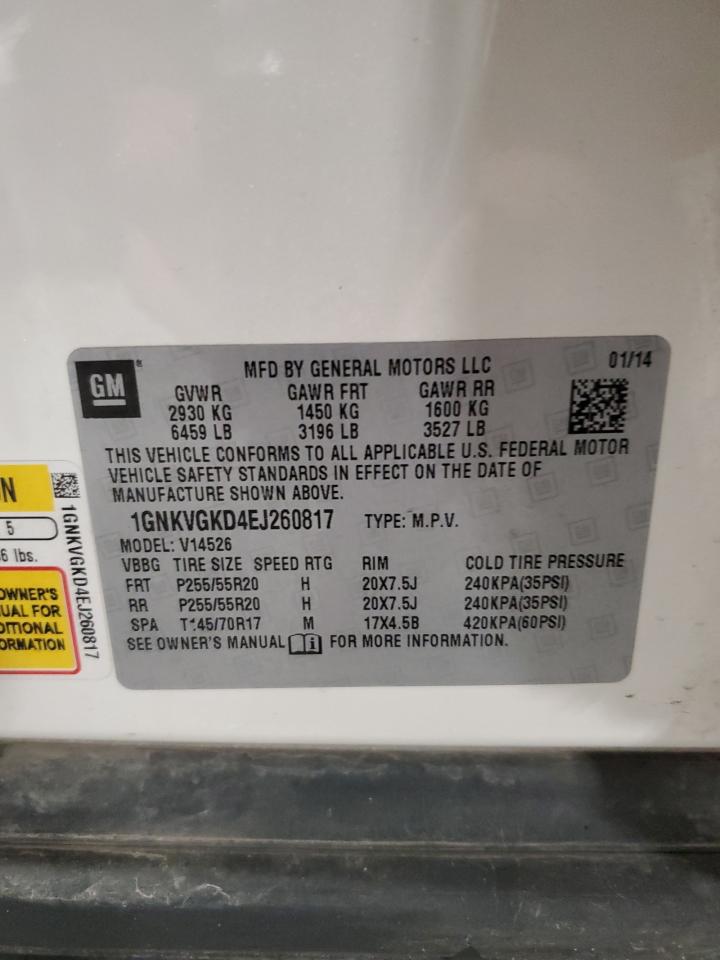 GM ®
MFD BY GENERAL MOTORS LLC 01/14
GVWR GAWR FRT GAWR RR
2930 KG 1450 KG 1600 KG
6459 LB 3196 LB 3527 LB
THIS VEHICLE CONFORMS TO ALL APPLICABLE U.S. FEDERAL MOTOR
VEHICLE SAFETY STANDARDS IN EFFECT ON THE DATE OF
MANUFACTURE SHOWN ABOVE.
1GNKVGKD4EJ260817 TYPE: M.P.V.
MODEL: V14526
VBBG TIRE SIZE SPEED RTG RIM COLD TIRE PRESSURE
FRT P255/55R20 H 20X7.5J 240KPA(35PSI)
RR P255/55R20 H 20X7.5J 240KPA(35PSI)
SPA T145/70R17 M 17X4.5B 420KPA(60PSI)
SEE OWNER'S MANUAL FOR MORE INFORMATION.
5
lbs.
OWNER'S
FOR
1GNKVGKD4EJ260817